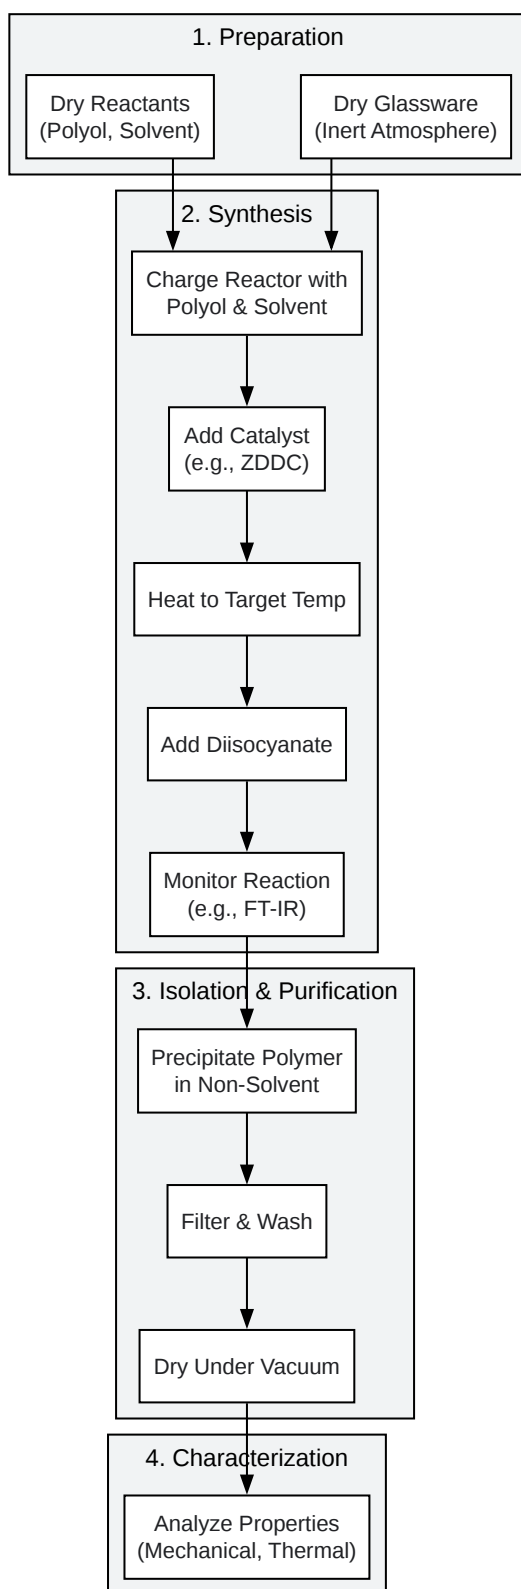 1. Preparation
Dry Reactants
(Polyol, Solvent)
Dry Glassware
(Inert Atmosphere)
2. Synthesis
Charge Reactor with
Polyol & Solvent
Add Catalyst
(e.g., ZDDC)
Heat to Target Temp
Add Diisocyanate
Monitor Reaction
(e.g., FT-IR)
3. Isolation & Purification
Precipitate Polymer
in Non-Solvent
Filter & Wash
Dry Under Vacuum
4. Characterization
Analyze Properties
(Mechanical, Thermal)